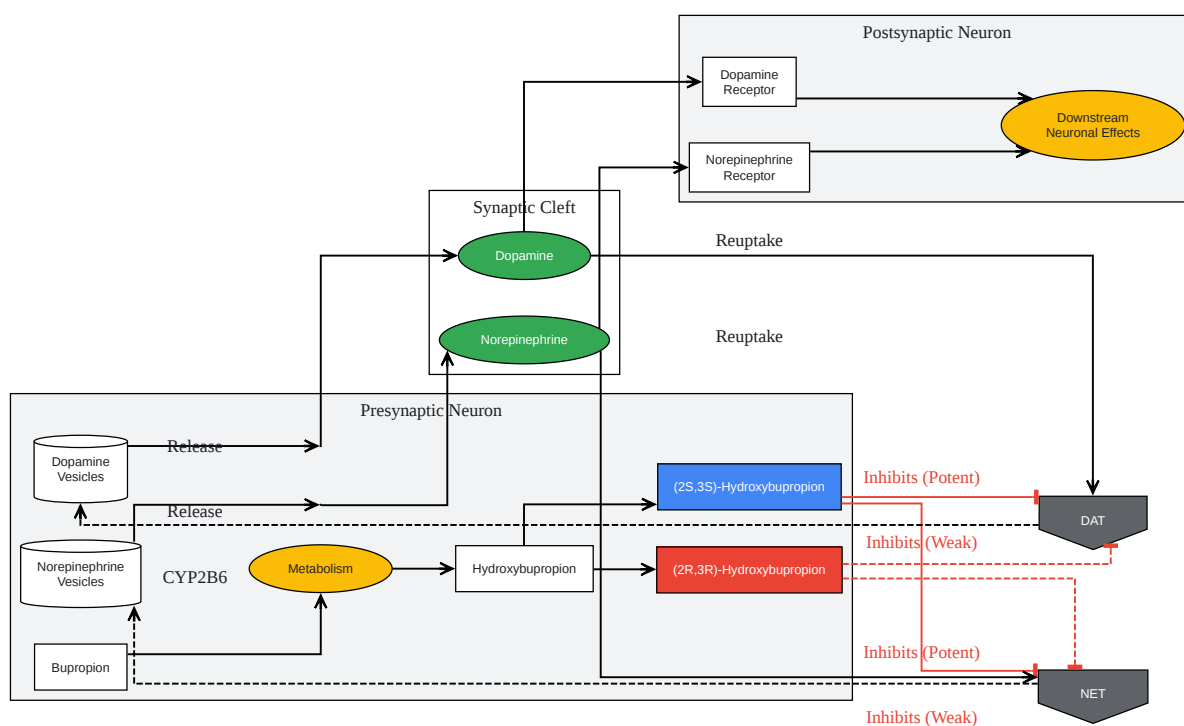 Postsynaptic Neuron
Dopamine
Receptor
Downstream
Neuronal Effects
Norepinephrine
Receptor
Synaptic Cleft
Dopamine
Reuptake
Norepinephrine
Reuptake
Presynaptic Neuron
Release
Dopamine
Vesicles
(2S,3S)-Hydroxybupropion
Inhibits (Potent)
Release
DAT
Inhibits (Weak)
Norepinephrine
Vesicles
CYP2B6
Metabolism
Hydroxybupropion
(2R,3R)-Hydroxybupropion
Bupropion
Inhibits (Potent)
NET
Inhibits (Weak)